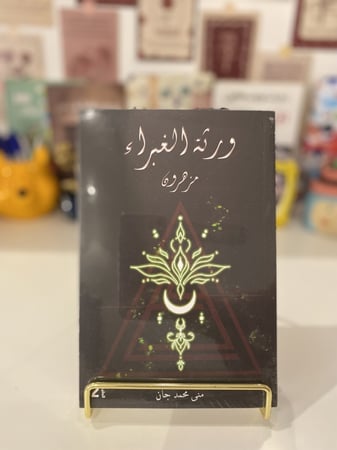 ورثة الغبراء
مزهرون
منى محمد جان